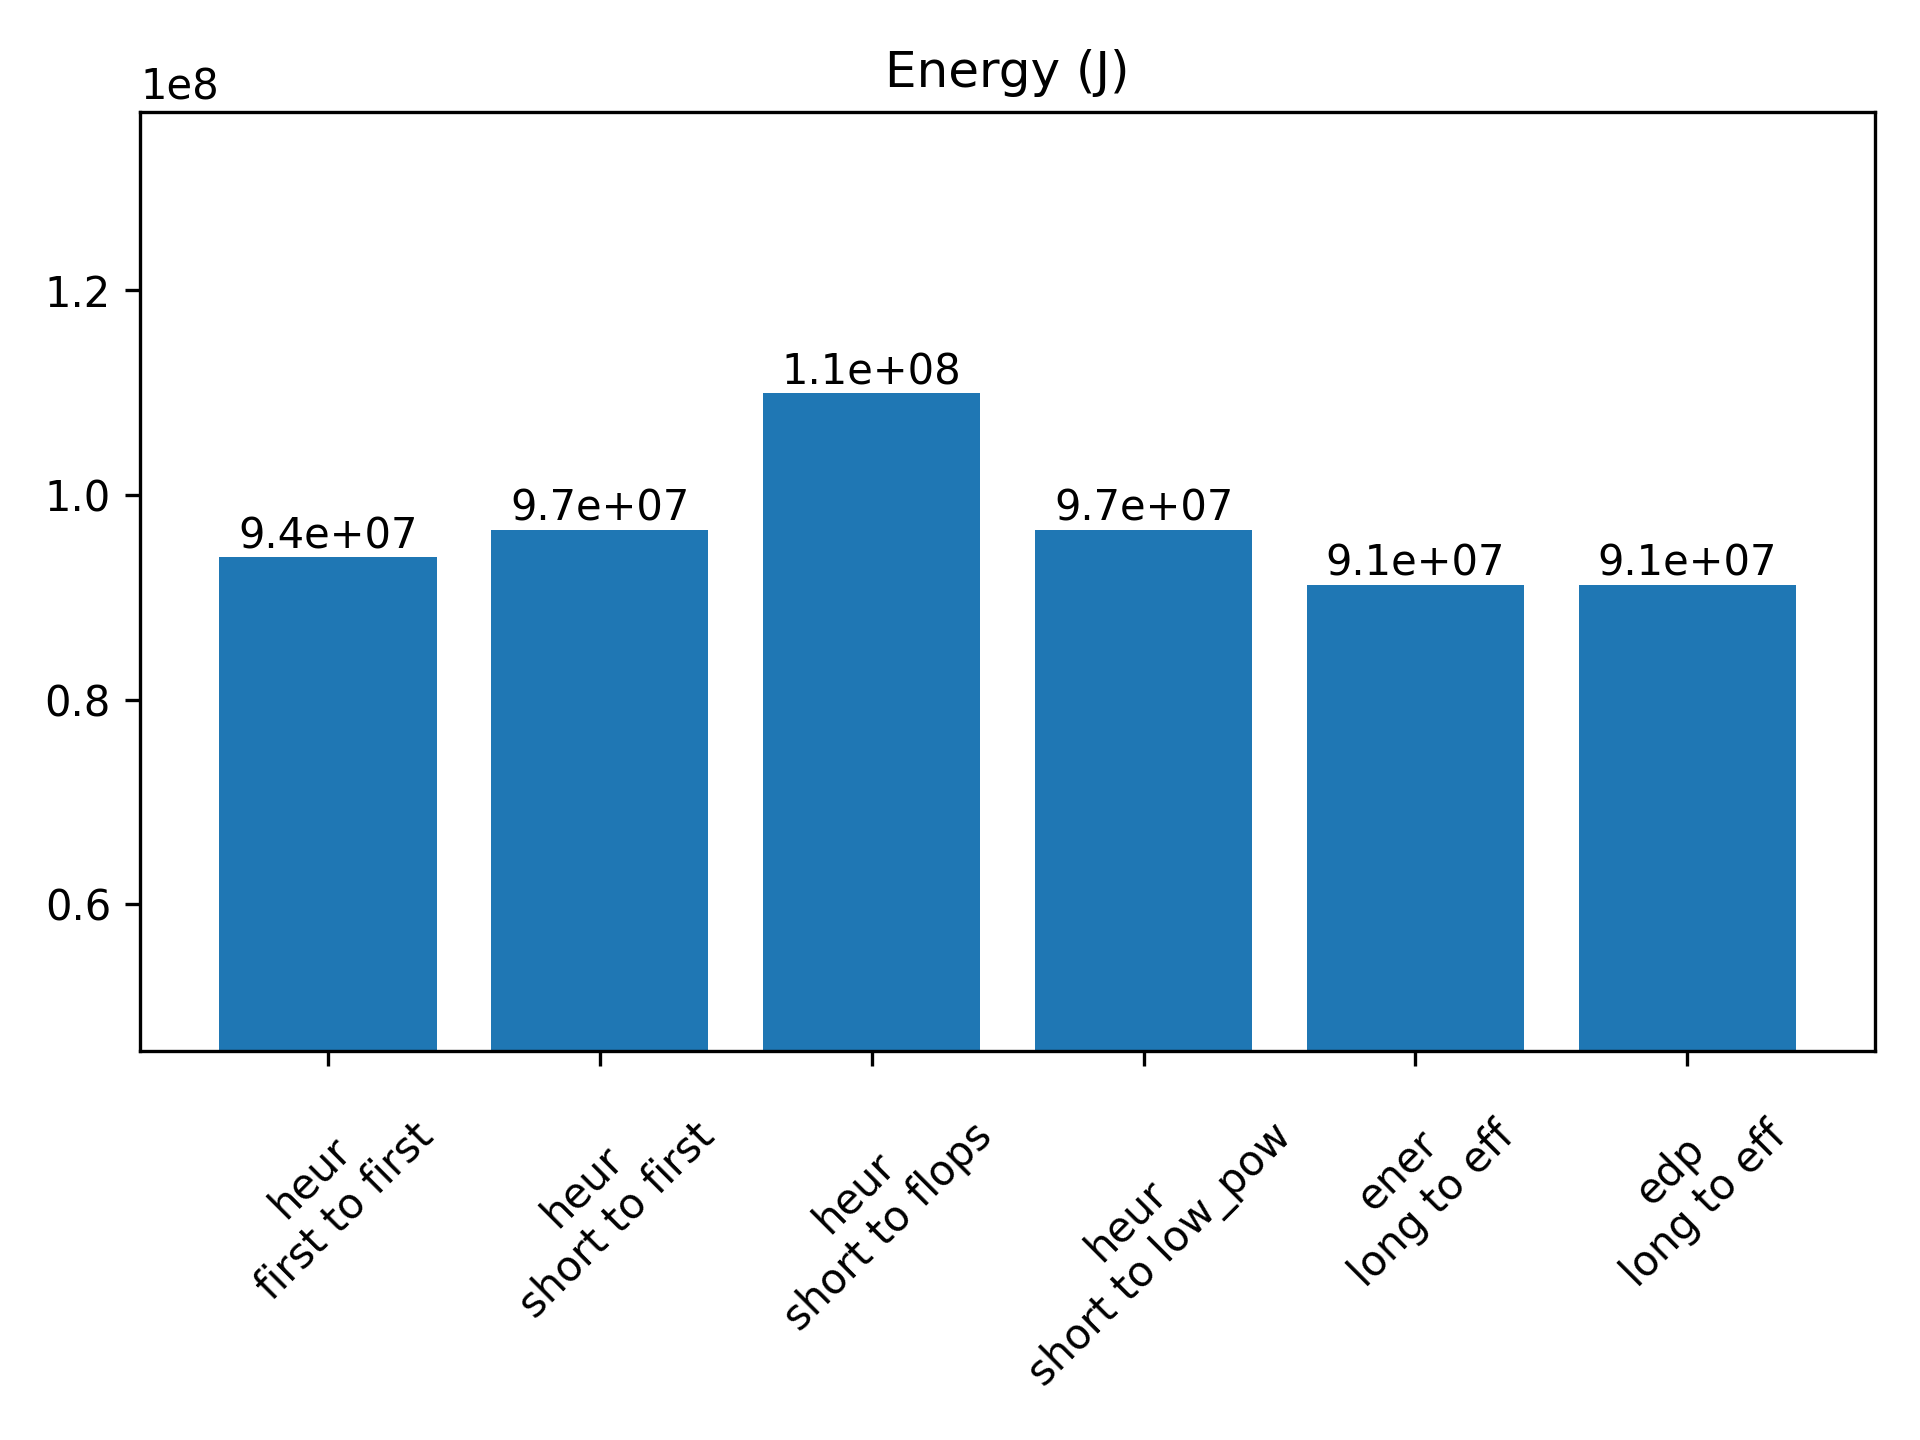 Energy (J)
1e8
1.2
1.0
0.8
0.6
9.4e+07
9.7e+07
1.1e+08
9.7e+07
9.1e+07
9.1e+07
heur
first to first
heur
short to first
heur
short to flops
heur
short to low_pow
ener
long to eff
edp
long to eff